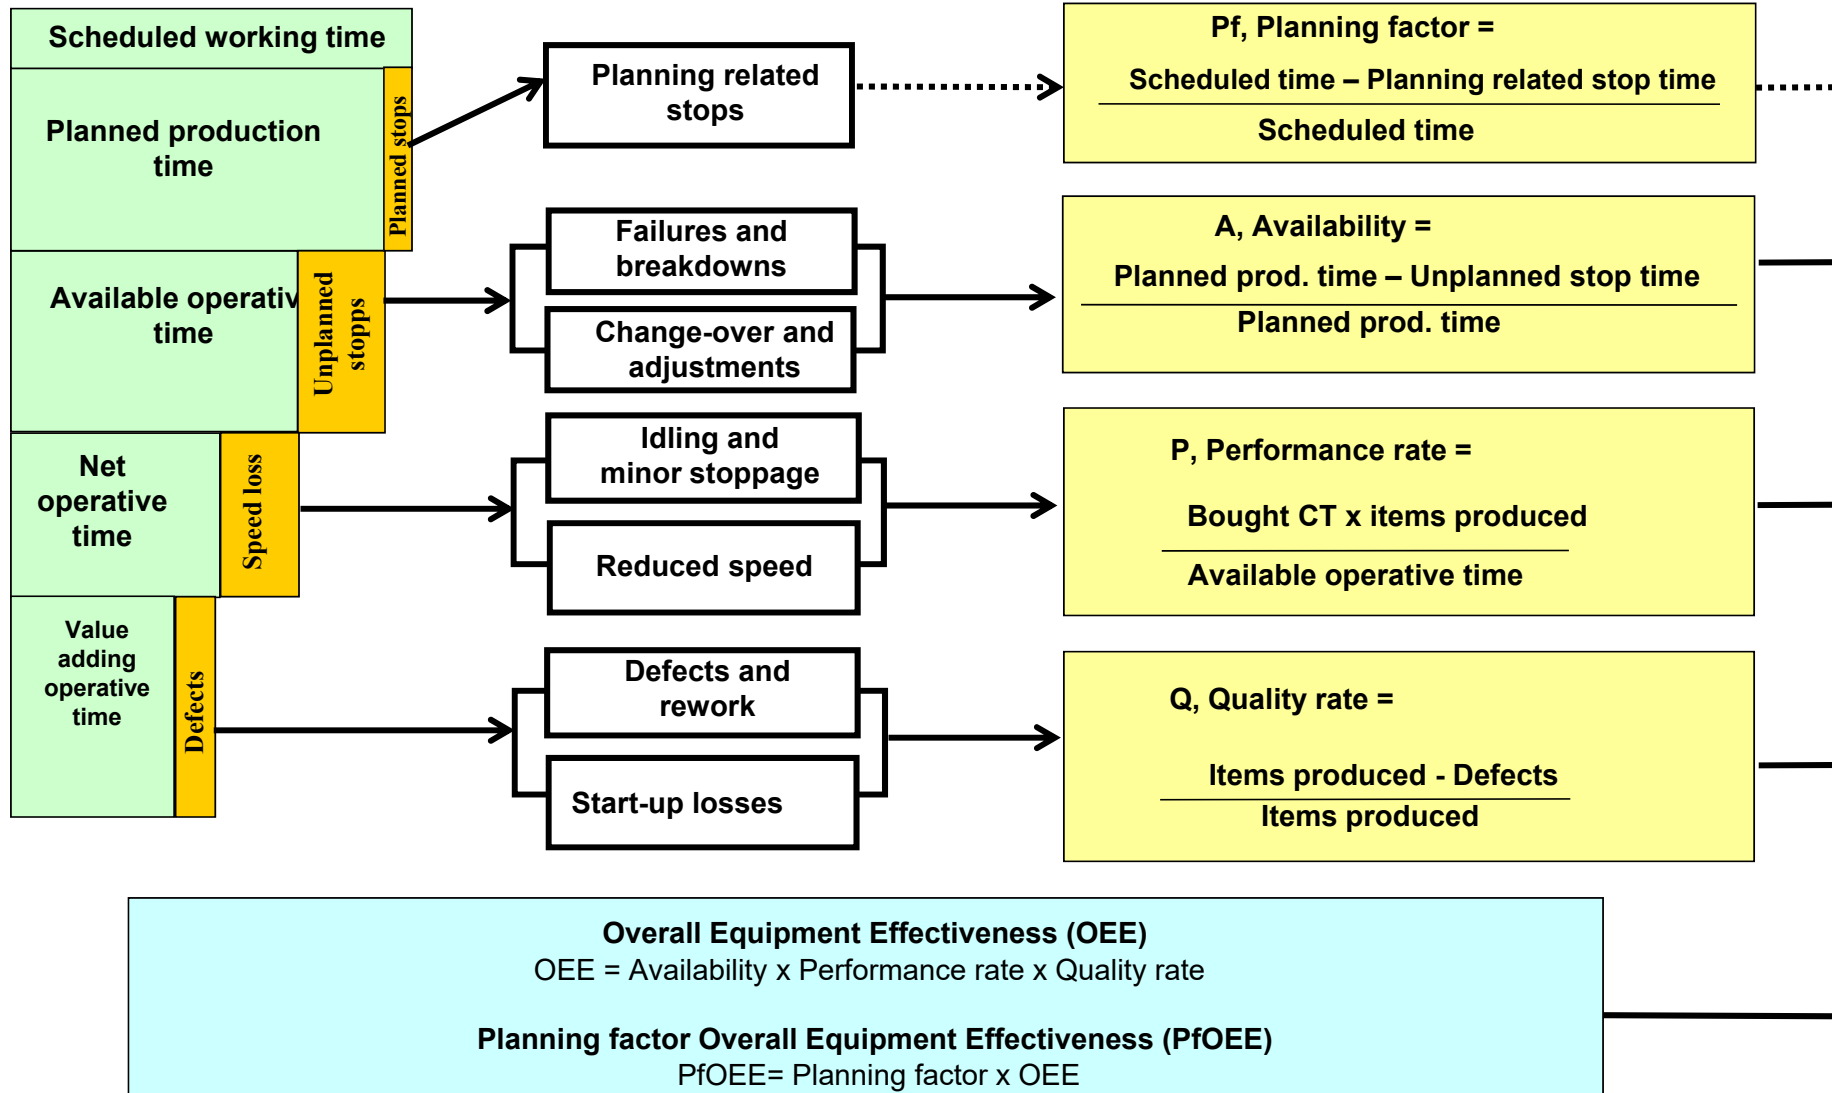 Scheduled working time
Planned production
time
Planned stops
Available operativ
time
Unplanned
stopps
Net
operative
time
Speed loss
Value
adding
operative
time
Defects
Planning related
stops
Failures and
breakdowns
Change-over and
adjustments
Idling and
minor stoppage
Reduced speed
Defects and
rework
Start-up losses
Pf, Planning factor =
Scheduled time – Planning related stop time
Scheduled time
A, Availability =
Planned prod. time – Unplanned stop time
Planned prod. time
P, Performance rate =
Bought CT x items produced
Available operative time
Q, Quality rate =
Items produced - Defects
Items produced
Overall Equipment Effectiveness (OEE)
OEE = Availability x Performance rate x Quality rate
Planning factor Overall Equipment Effectiveness (PfOEE)
PfOEE= Planning factor x OEE